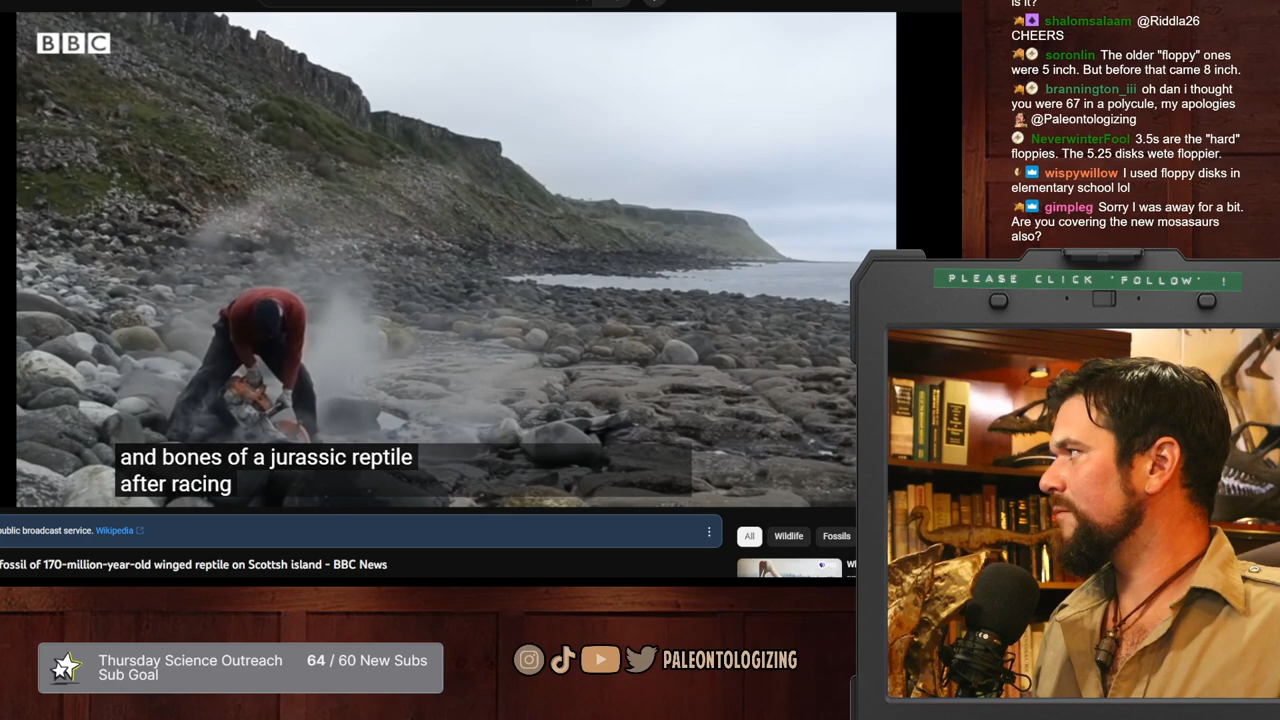 BBC
and bones of a jurassic reptile
after racing
public broadcast service. Wikipedia
All
Wildlife
Fossils
fossil of 170-million-year-old winged reptile on Scottsh island - BBC News
is it?
shalomsalaam @Riddla26
CHEERS
soronlin The older "floppy" ones
were 5 inch. But before that came 8 inch.
brannington_iii oh dan i thought
you were 67 in a polycule, my apologies
@Paleontologizing
NeverwinterFool 3.5s are the "hard"
floppies. The 5.25 disks wete floppier.
wispywillow I used floppy disks in
elementary school lol
gimpleg Sorry I was away for a bit.
Are you covering the new mosasaurs
also?
PLEASE CLICK 'FOLLOW' !
Thursday Science Outreach 64 / 60 New Subs
Sub Goal
PALEONTOLOGIZING